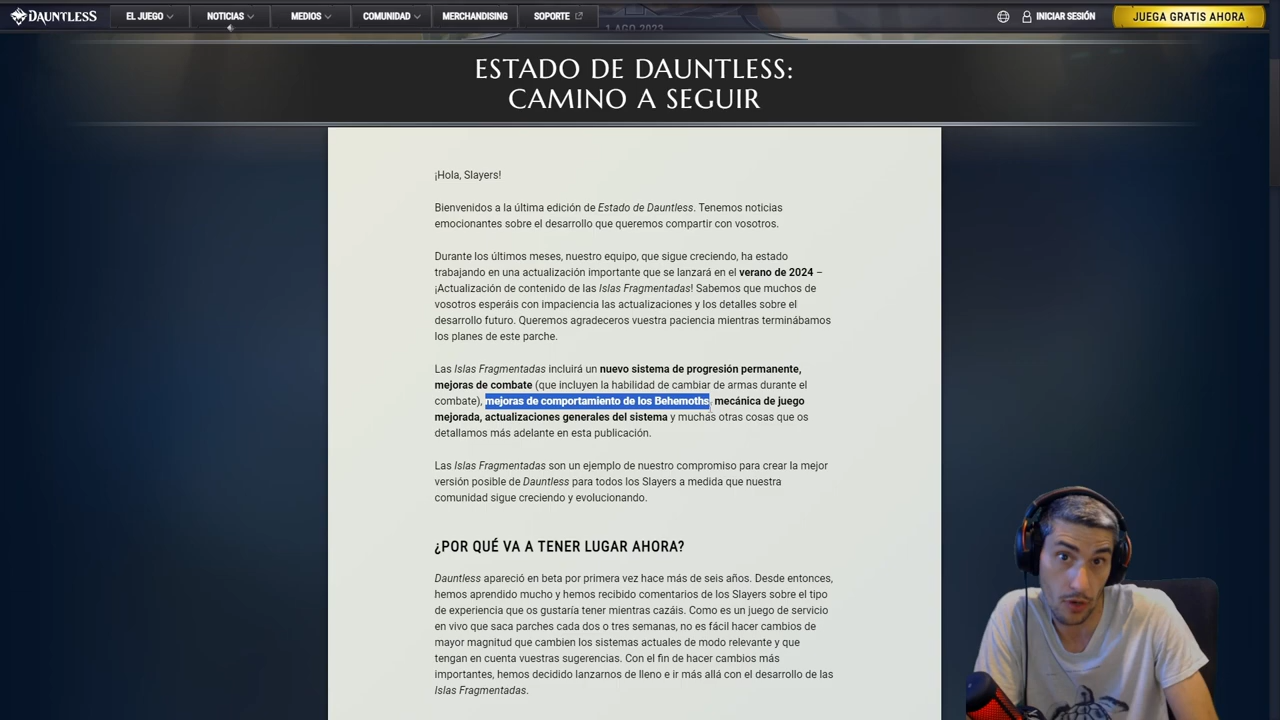 DAUNTLESS EL JUEGO NOTICIAS MEDIOS COMUNIDAD MERCHANDISING SOPORTE INICIAR SESIÓN JUEGA GRATIS AHORA
1 AGO 2023
ESTADO DE DAUNTLESS:
CAMINO A SEGUIR
¡Hola, Slayers!
Bienvenidos a la última edición de Estado de Dauntless. Tenemos noticias
emocionantes sobre el desarrollo que queremos compartir con vosotros.
Durante los últimos meses, nuestro equipo, que sigue creciendo, ha estado
trabajando en una actualización importante que se lanzará en el verano de 2024 –
¡Actualización de contenido de las Islas Fragmentadas! Sabemos que muchos de
vosotros esperáis con impaciencia las actualizaciones y los detalles sobre el
desarrollo futuro. Queremos agradeceros vuestra paciencia mientras terminábamos
los planes de este parche.
Las Islas Fragmentadas incluirá un nuevo sistema de progresión permanente,
mejoras de combate (que incluyen la habilidad de cambiar de armas durante el
combate), mejoras de comportamiento de los Behemoths, mecánica de juego
mejorada, actualizaciones generales del sistema y muchas otras cosas que os
detallamos más adelante en esta publicación.
Las Islas Fragmentadas son un ejemplo de nuestro compromiso para crear la mejor
versión posible de Dauntless para todos los Slayers a medida que nuestra
comunidad sigue creciendo y evolucionando.
¿POR QUÉ VA A TENER LUGAR AHORA?
Dauntless apareció en beta por primera vez hace más de seis años. Desde entonces,
hemos aprendido mucho y hemos recibido comentarios de los Slayers sobre el tipo
de experiencia que os gustaría tener mientras cazáis. Como es un juego de servicio
en vivo que saca parches cada dos o tres semanas, no es fácil hacer cambios de
mayor magnitud que cambien los sistemas actuales de modo relevante y que
tengan en cuenta vuestras sugerencias. Con el fin de hacer cambios más
importantes, hemos decidido lanzarnos de lleno e ir más allá con el desarrollo de las
Islas Fragmentadas.